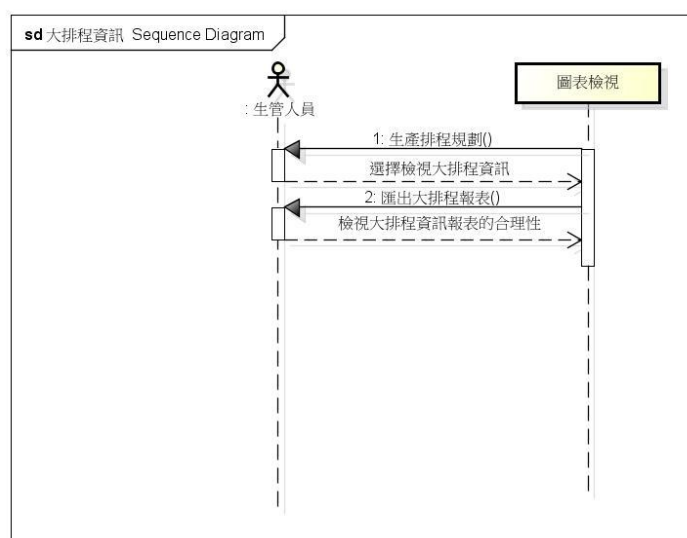 sd 大排程資訊 Sequence Diagram
圖表檢視
: 生管人員
1: 生產排程規劃()
選擇檢視大排程資訊
2: 匯出大排程報表()
檢視大排程資訊報表的合理性